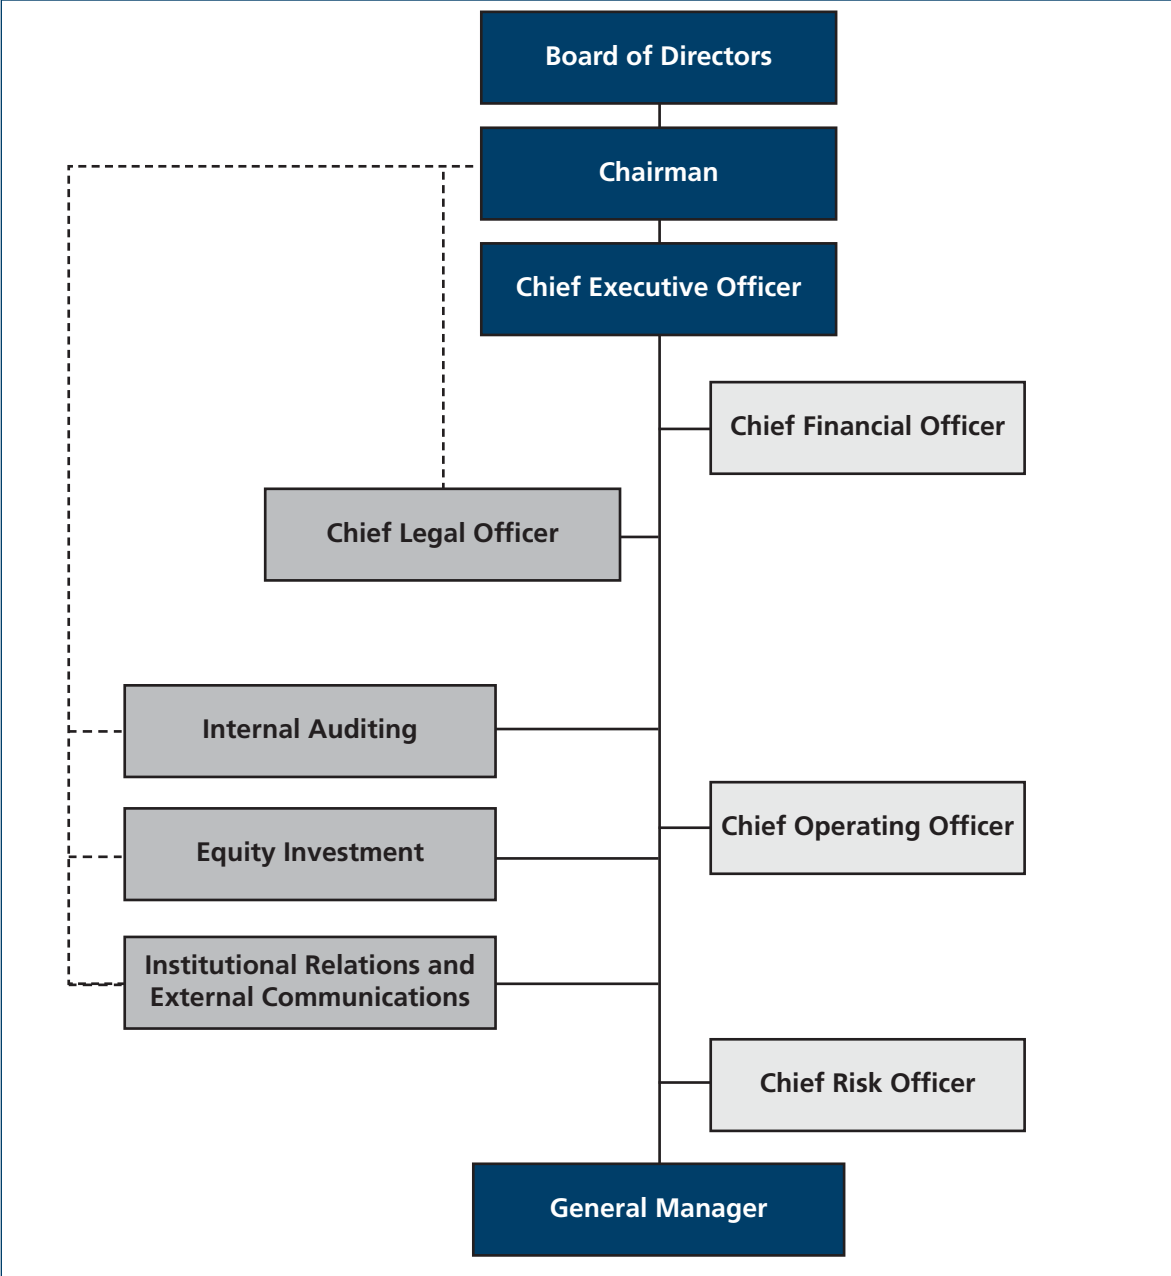 Board of Directors
Chairman
Chief Executive Officer
Chief Financial Officer
Chief Legal Officer
Internal Auditing
Chief Operating Officer
Equity Investment
Institutional Relations and
External Communications
Chief Risk Officer
General Manager